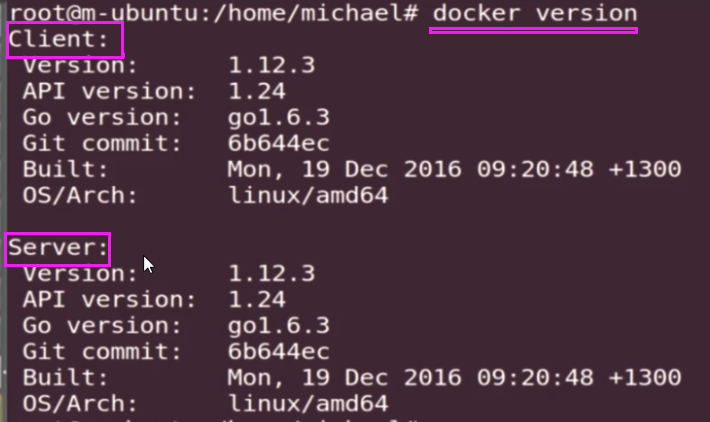 root@m-ubuntu:/home/michael# docker version
Client:
Version: 1.12.3
API version: 1.24
Go version: go1.6.3
Git commit: 6b644ec
Built: Mon, 19 Dec 2016 09:20:48 +1300
OS/Arch: linux/amd64
Server:
Version: 1.12.3
API version: 1.24
Go version: go1.6.3
Git commit: 6b644ec
Built: Mon, 19 Dec 2016 09:20:48 +1300
OS/Arch: linux/amd64